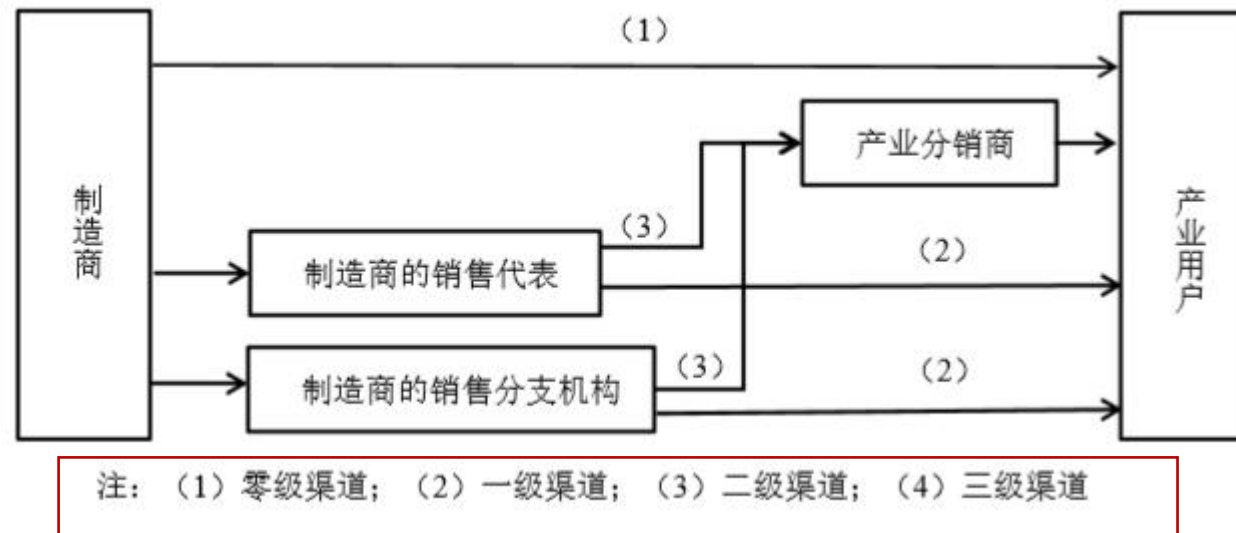 （1）
产业分销商
制造商
产业用户
（3）
（2）
制造商的销售代表
（3）
（2）
制造商的销售分支机构
注：（1）零级渠道；（2）一级渠道；（3）二级渠道；（4）三级渠道